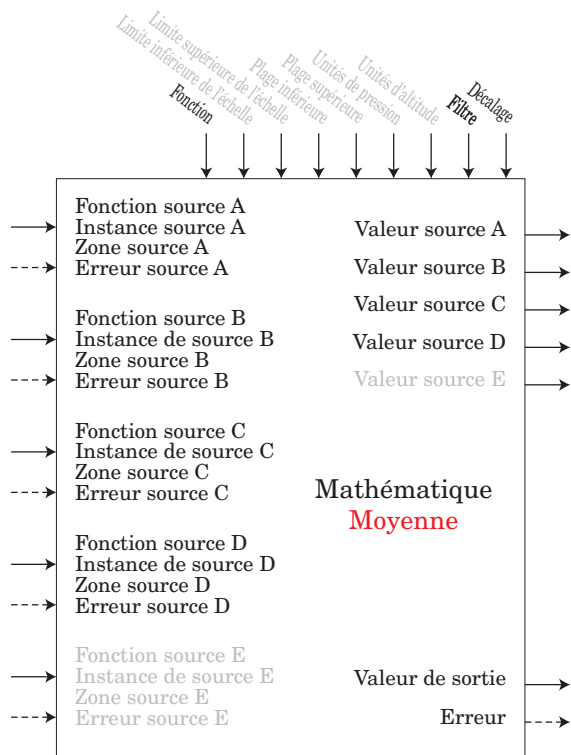 Fonction
Limite inférieure de l'échelle
Limite supérieure de l'échelle
Plage inférieure
Plage supérieure
Unités de pression
Unités d'altitude
Filtre
Décalage
Fonction source A
Instance source A
Zone source A
Erreur source A
Fonction source B
Instance de source B
Zone source B
Erreur source B
Fonction source C
Instance de source C
Zone source C
Erreur source C
Fonction source D
Instance de source D
Zone source D
Erreur source D
Fonction source E
Instance de source E
Zone source E
Erreur source E
Valeur source A
Valeur source B
Valeur source C
Valeur source D
Valeur source E
Mathématique
Moyenne
Valeur de sortie
Erreur